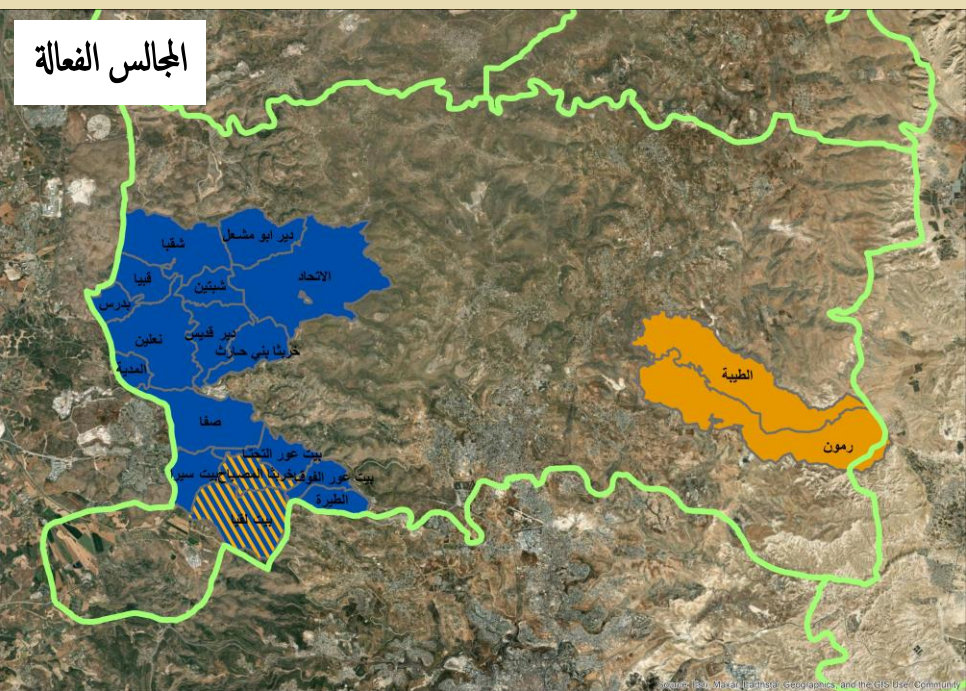 المجالس الفعالة
دير ابو مشعل
شقبا
الاتحاد
قبيا
شبتين
بدرس
دير قديس
نعلين
خربثا بني حارث
المدية
الطيبة
صفا
رمون
بيت عور التحتا
بيت عور الفوقا
خربثا المصباح
بيت سيرا
الطيرة
بيت لقيا
Source: Esri, Maxar, Earthstar Geographics, and the GIS User Community